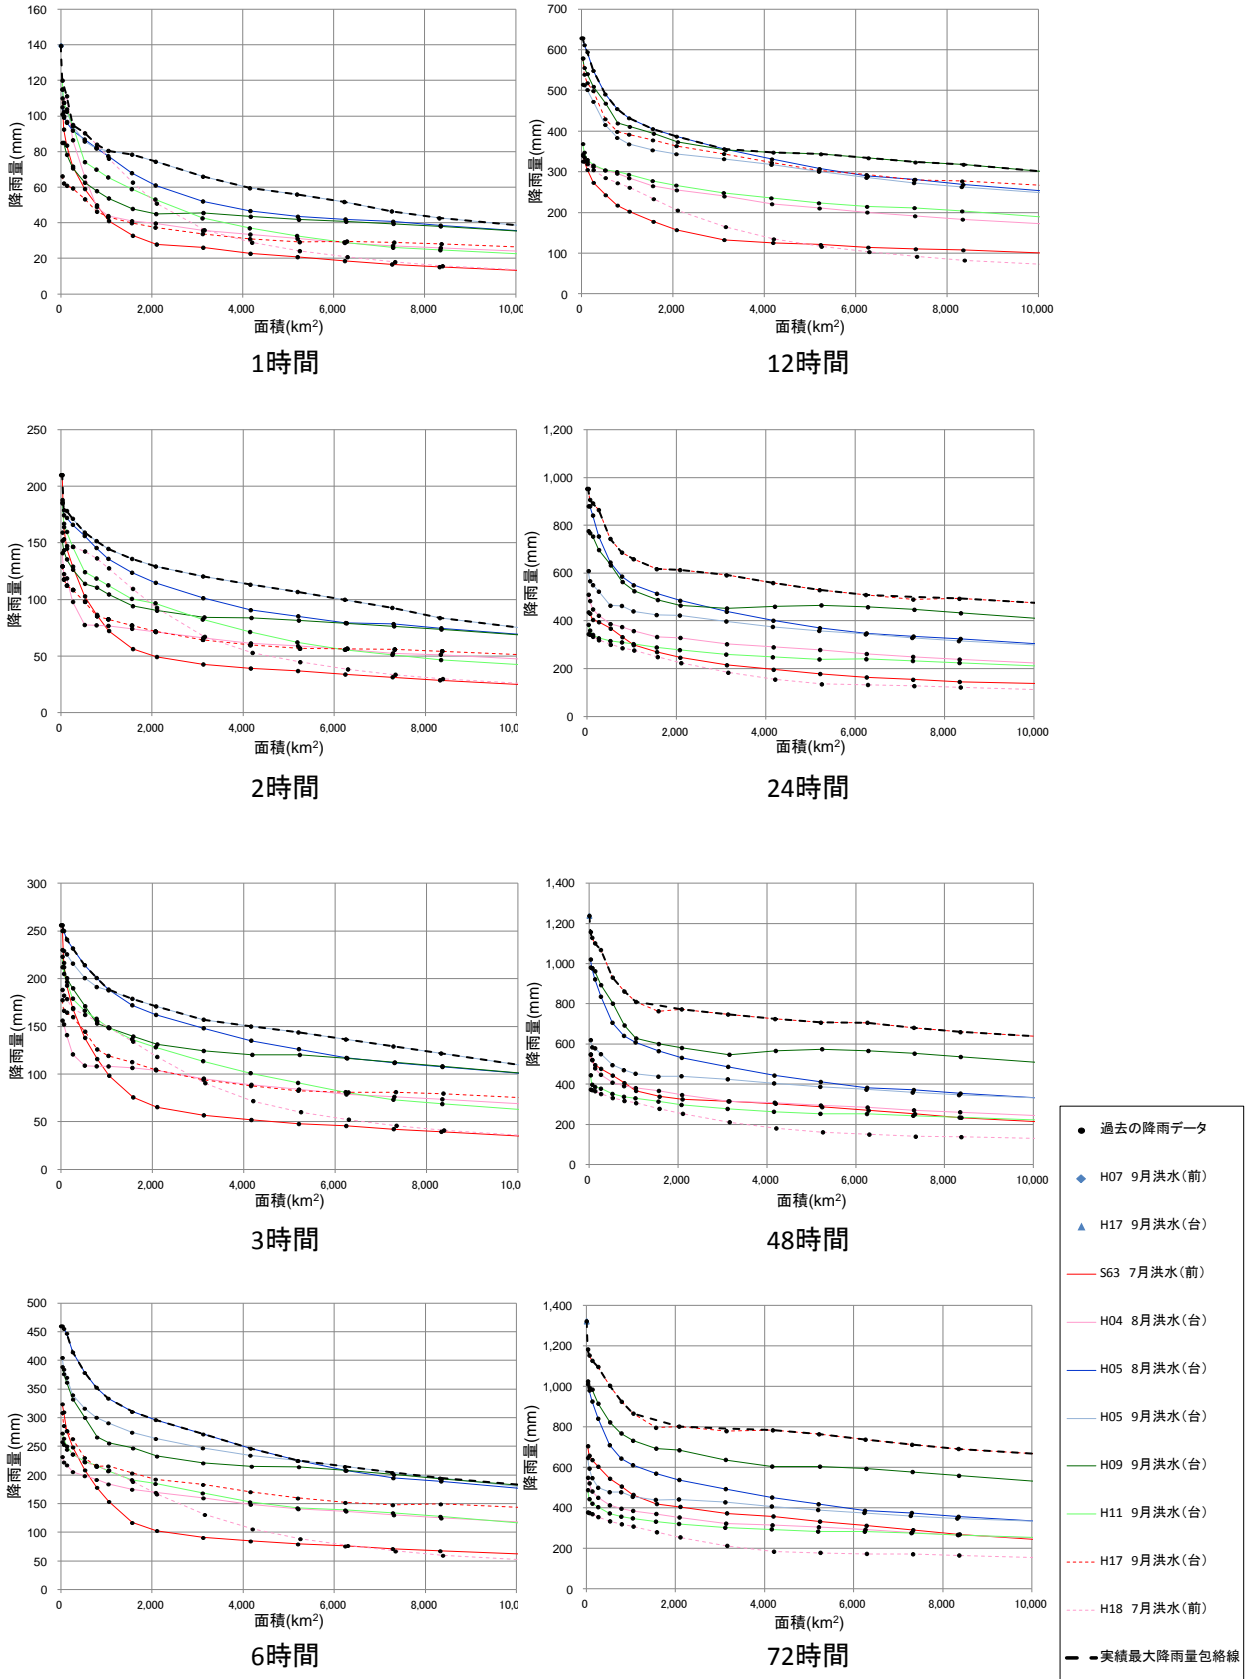 160
140
120
100
80
60
40
20
0
降雨量(mm)
0 2,000 4,000 6,000 8,000 10,00
面積(km²)
1時間
700
600
500
400
300
200
100
0
降雨量(mm)
0 2,000 4,000 6,000 8,000 10,000
面積(km²)
12時間
250
200
150
100
50
0
降雨量(mm)
0 2,000 4,000 6,000 8,000 10,0
面積(km²)
2時間
1,200
1,000
800
600
400
200
0
降雨量(mm)
0 2,000 4,000 6,000 8,000 10,000
面積(km²)
24時間
300
250
200
150
100
50
0
降雨量(mm)
0 2,000 4,000 6,000 8,000 10,0
面積(km²)
3時間
1,400
1,200
1,000
800
600
400
200
0
降雨量(mm)
0 2,000 4,000 6,000 8,000 10,000
面積(km²)
48時間
500
450
400
350
300
250
200
150
100
50
0
降雨量(mm)
0 2,000 4,000 6,000 8,000 10,0
面積(km²)
6時間
1,400
1,200
1,000
800
600
400
200
0
降雨量(mm)
0 2,000 4,000 6,000 8,000 10,000
面積(km²)
72時間
過去の降雨データ
H07 9月洪水(前)
H17 9月洪水(台)
S63 7月洪水(前)
H04 8月洪水(台)
H05 8月洪水(台)
H05 9月洪水(台)
H09 9月洪水(台)
H11 9月洪水(台)
H17 9月洪水(台)
H18 7月洪水(前)
実績最大降雨量包絡線